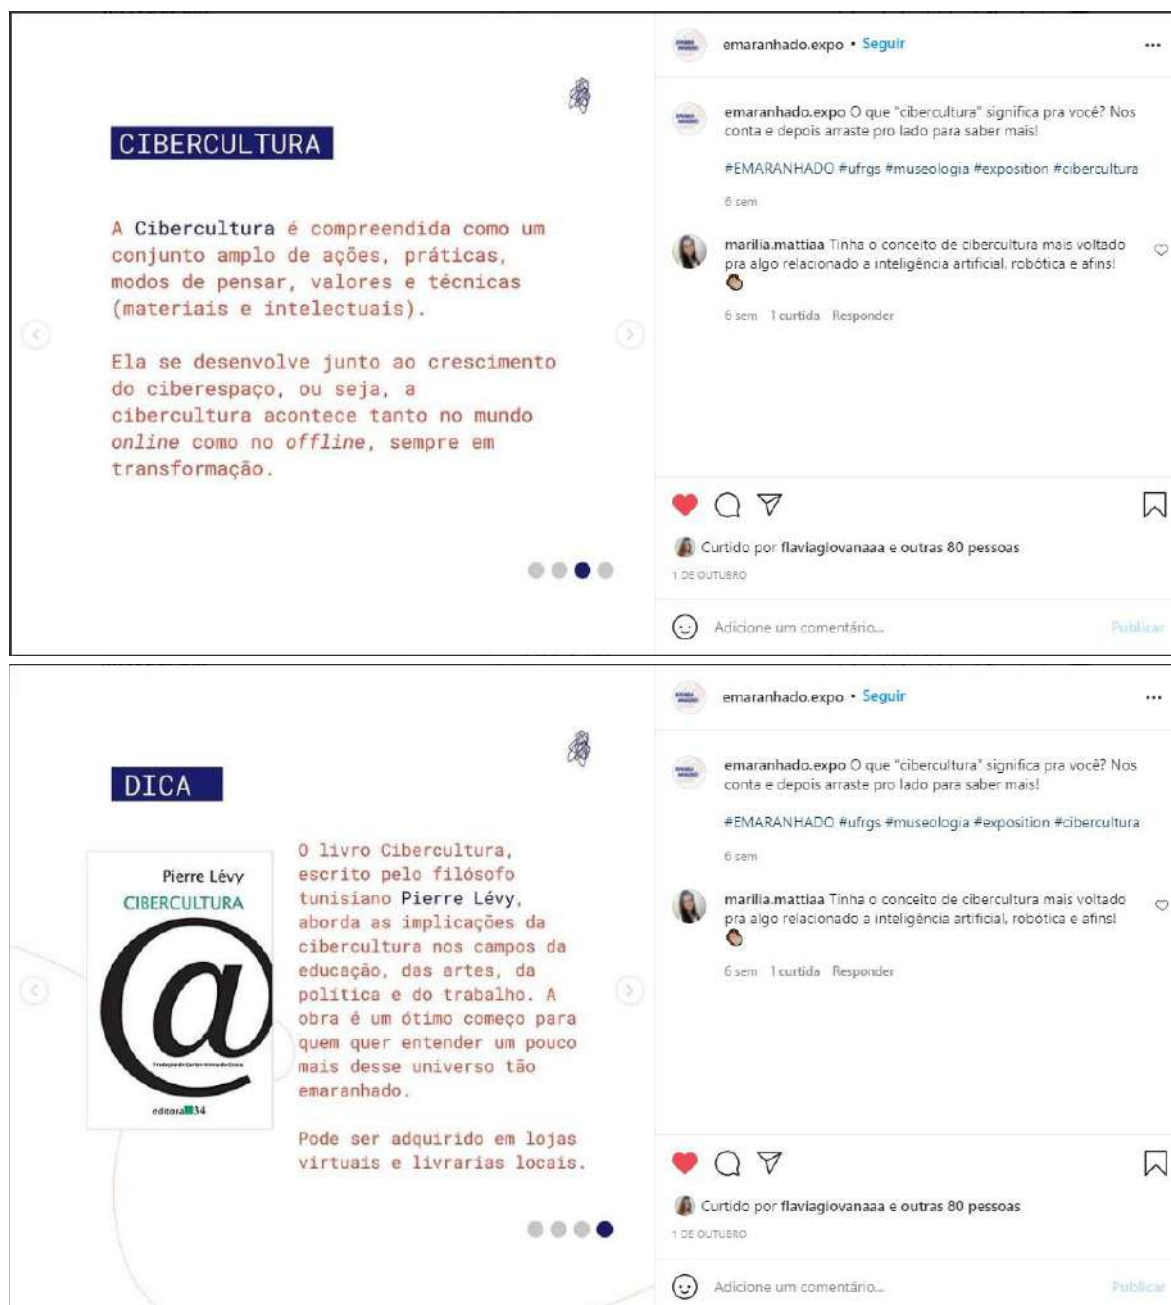 CIBERCULTURA
A Cibercultura é compreendida como um
conjunto amplo de ações, práticas,
modos de pensar, valores e técnicas
(materiais e intelectuais).
Ela se desenvolve junto ao crescimento
do ciberespaço, ou seja, a
cibercultura acontece tanto no mundo
online como no offline, sempre em
transformação.
emaranhado.expo • Seguir
emaranhado.expo O que "cibercultura" significa pra você? Nos
conta e depois arraste pro lado para saber mais!
#EMARANHADO #ufrgs #museologia #exposition #cibercultura
6 sem
marilia.mattiaa Tinha o conceito de cibercultura mais voltado
pra algo relacionado a inteligência artificial, robótica e afins!
6 sem 1 curtida Responder
Curtido por flaviagiovanaaa e outras 80 pessoas
1 DE OUTUBRO
Adicione um comentário...
Publicar
DICA
Pierre Lévy
CIBERCULTURA
@
editora 34
O livro Cibercultura,
escrito pelo filósofo
tunisiano Pierre Lévy,
aborda as implicações da
cibercultura nos campos da
educação, das artes, da
política e do trabalho. A
obra é um ótimo começo para
quem quer entender um pouco
mais desse universo tão
emaranhado.
Pode ser adquirido em lojas
virtuais e livrarias locais.
emaranhado.expo • Seguir
emaranhado.expo O que "cibercultura" significa pra você? Nos
conta e depois arraste pro lado para saber mais!
#EMARANHADO #ufrgs #museologia #exposition #cibercultura
6 sem
marilia.mattiaa Tinha o conceito de cibercultura mais voltado
pra algo relacionado a inteligência artificial, robótica e afins!
6 sem 1 curtida Responder
Curtido por flaviagiovanaaa e outras 80 pessoas
1 DE OUTUBRO
Adicione um comentário...
Publicar